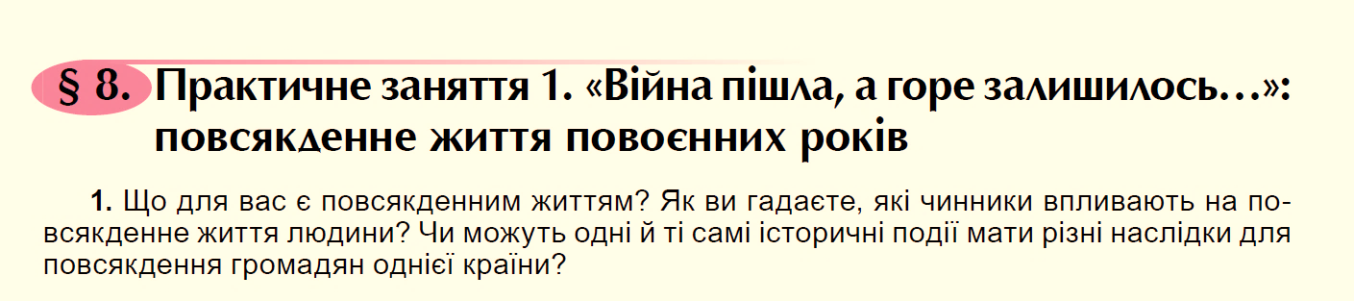 § 8. Практичне заняття 1. «Війна пішла, а горе залишилось...»:
повсякденне життя повоєнних років
1. Що для вас є повсякденним життям? Як ви гадаєте, які чинники впливають на по-
всякденне життя людини? Чи можуть одні й ті самі історичні події мати різні наслідки для
повсякдення громадян однієї країни?